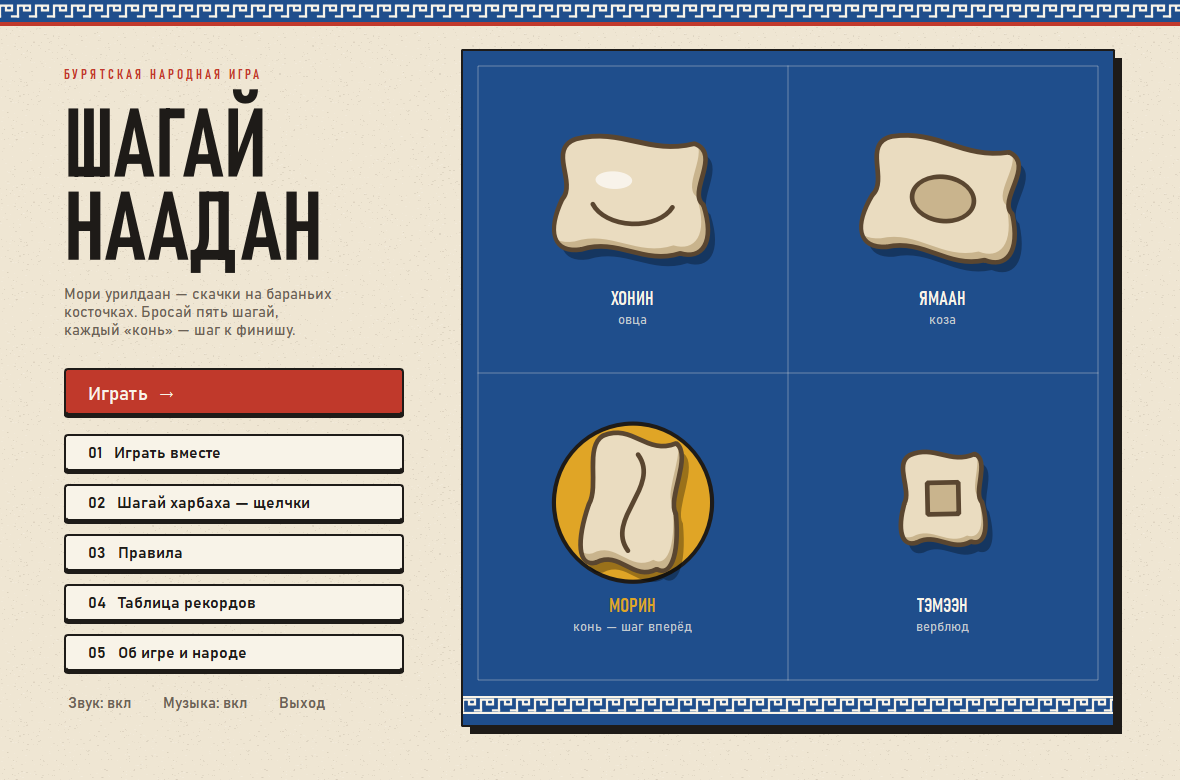 БУРЯТСКАЯ НАРОДНАЯ ИГРА
ШАГАЙ
НААДАН
Мори урилдаан — скачки на бараньих
косточках. Бросай пять шагай,
каждый «конь» — шаг к финишу.
Играть →
01 Играть вместе
02 Шагай харбаха — щелчки
03 Правила
04 Таблица рекордов
05 Об игре и народе
Звук: вкл Музыка: вкл Выход
ХОНИН
овца
ЯМААН
коза
МОРИН
конь — шаг вперёд
ТЭМЭЭН
верблюд